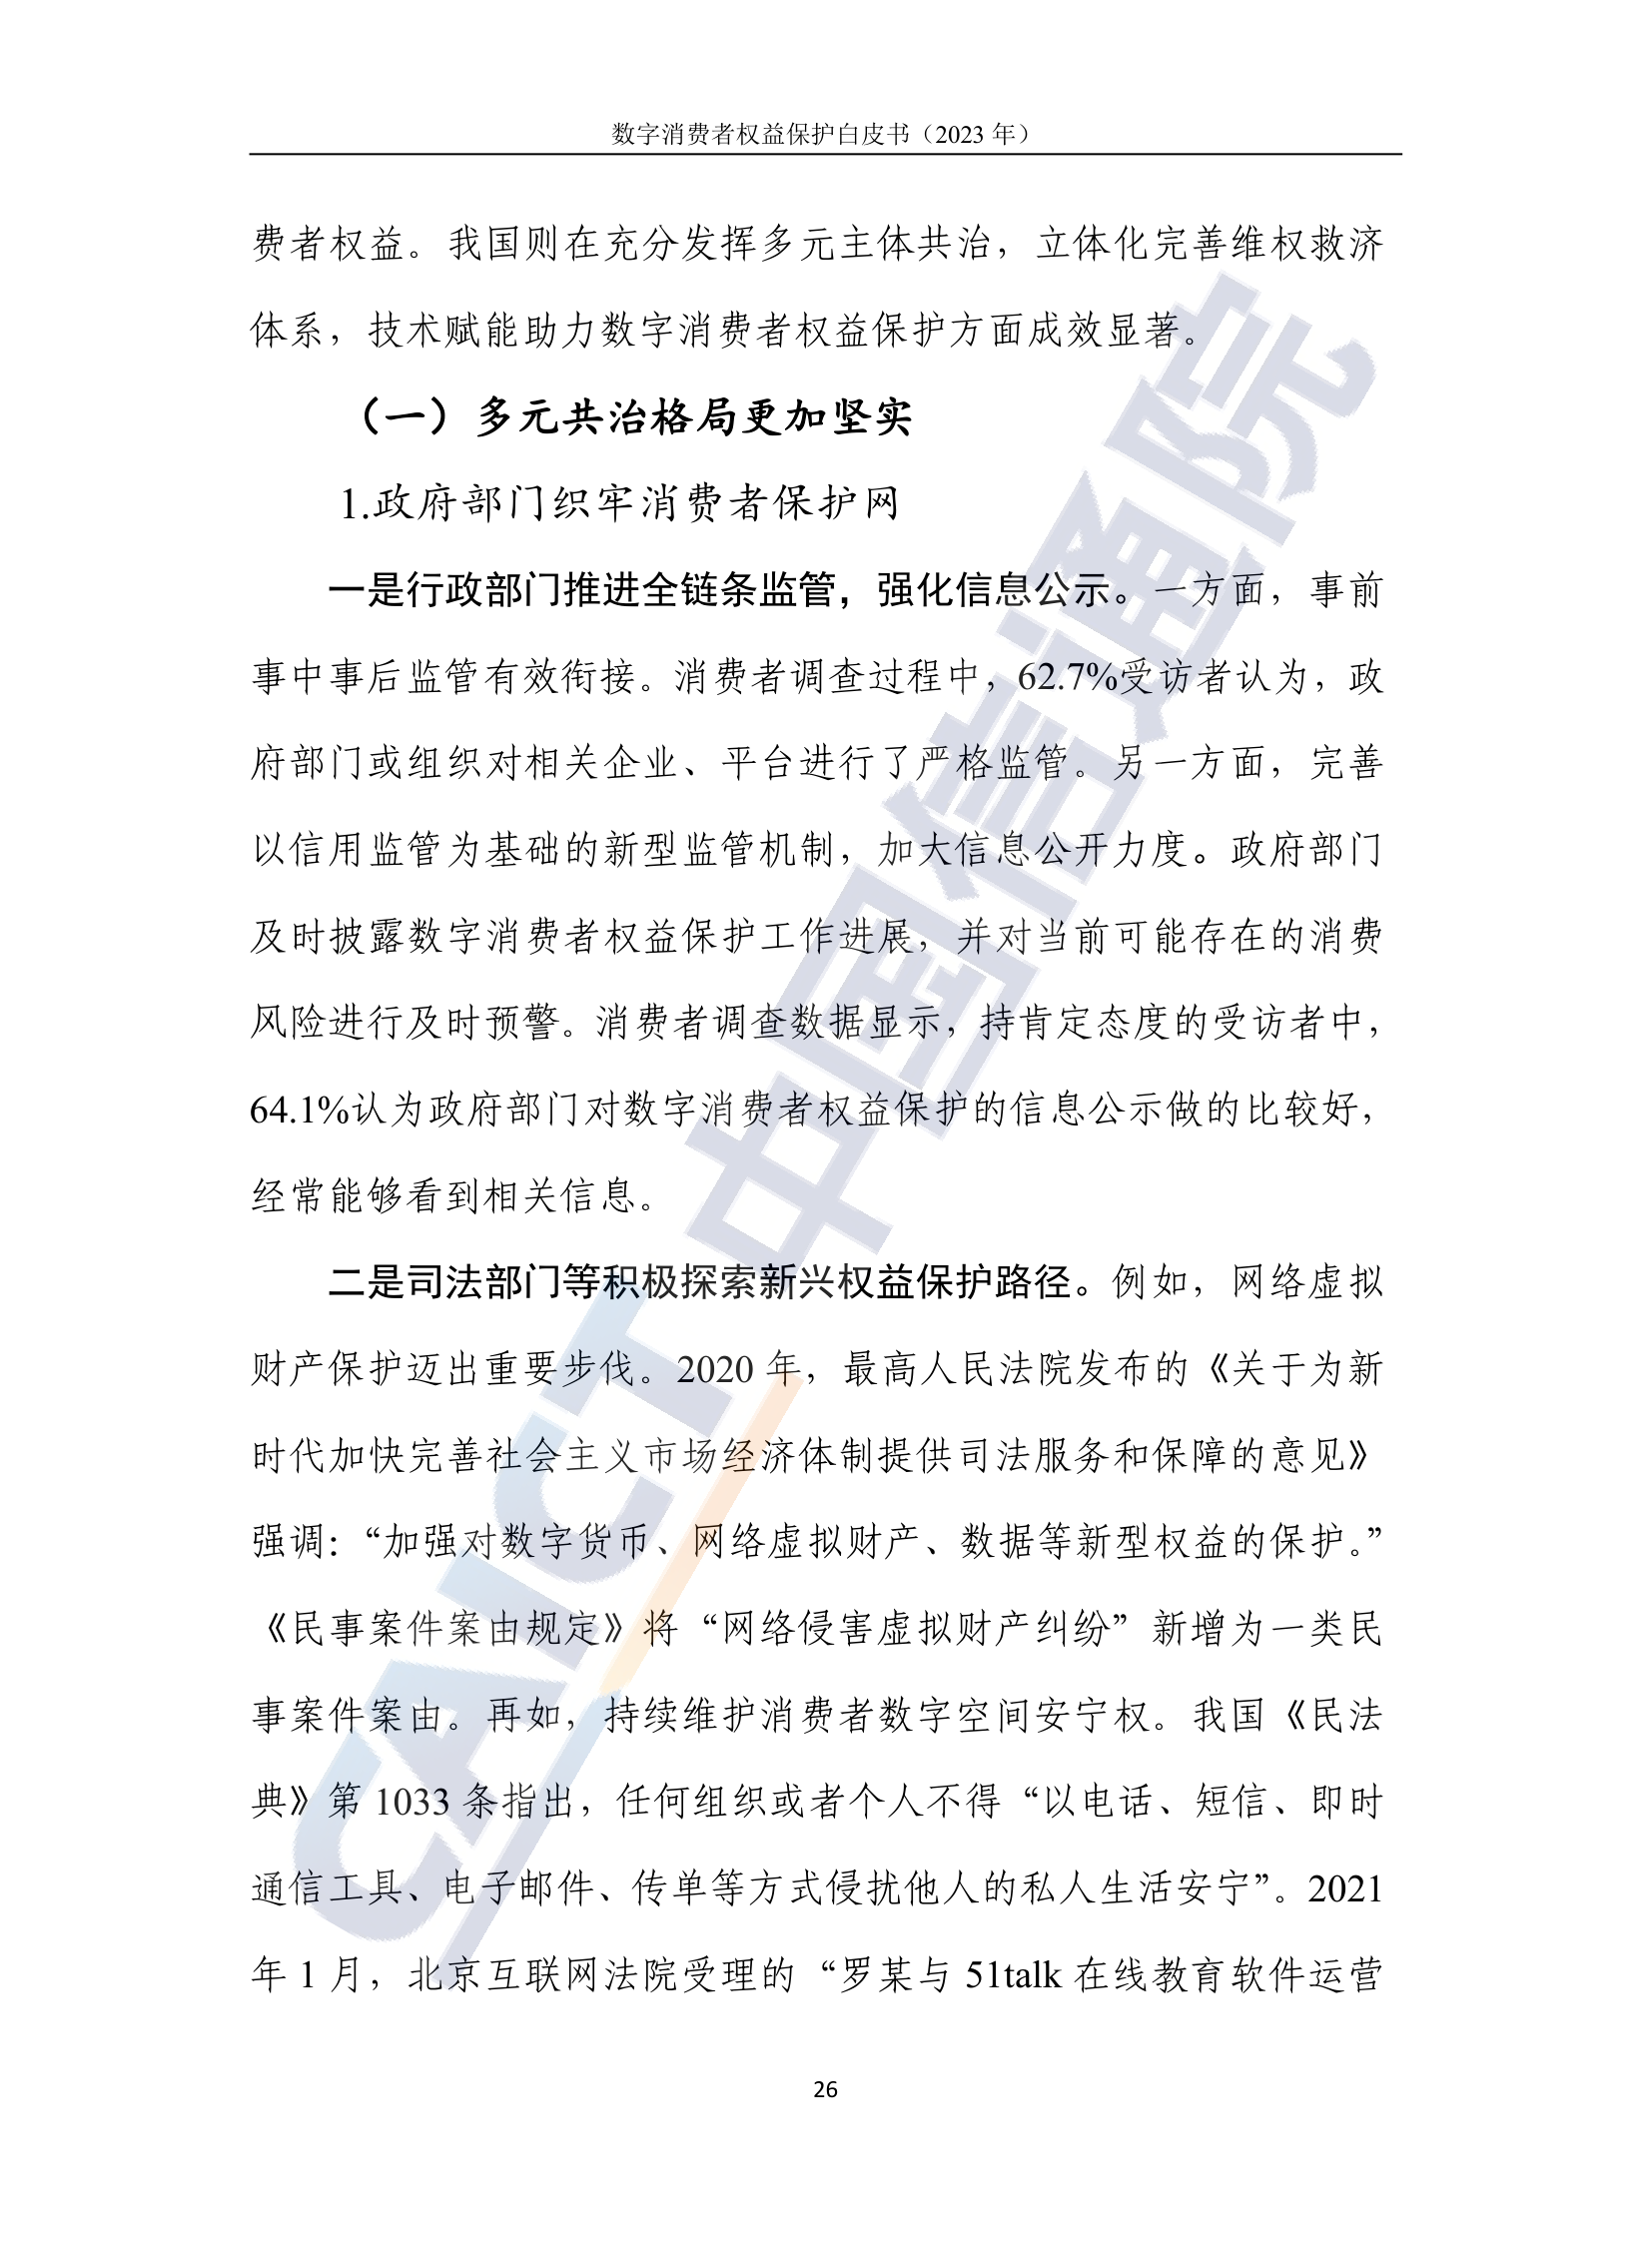 数字消费者权益保护白皮书（2023 年）
费者权益。我国则在充分发挥多元主体共治，立体化完善维权救济
体系，技术赋能助力数字消费者权益保护方面成效显著。
（一）多元共治格局更加坚实
1.政府部门织牢消费者保护网
一是行政部门推进全链条监管，强化信息公示。一方面，事前
事中事后监管有效衔接。消费者调查过程中，62.7%受访者认为，政
府部门或组织对相关企业、平台进行了严格监管。另一方面，完善
以信用监管为基础的新型监管机制，加大信息公开力度。政府部门
及时披露数字消费者权益保护工作进展，并对当前可能存在的消费
风险进行及时预警。消费者调查数据显示，持肯定态度的受访者中，
64.1%认为政府部门对数字消费者权益保护的信息公示做的比较好，
经常能够看到相关信息。
二是司法部门等积极探索新兴权益保护路径。例如，网络虚拟
财产保护迈出重要步伐。2020 年，最高人民法院发布的《关于为新
时代加快完善社会主义市场经济体制提供司法服务和保障的意见》
强调：“加强对数字货币、网络虚拟财产、数据等新型权益的保护。”
《民事案件案由规定》将“网络侵害虚拟财产纠纷”新增为一类民
事案件案由。再如，持续维护消费者数字空间安宁权。我国《民法
典》第 1033 条指出，任何组织或者个人不得“以电话、短信、即时
通信工具、电子邮件、传单等方式侵扰他人的私人生活安宁”。2021
年 1 月，北京互联网法院受理的“罗某与 51talk 在线教育软件运营
26
CAICT 中国信通院